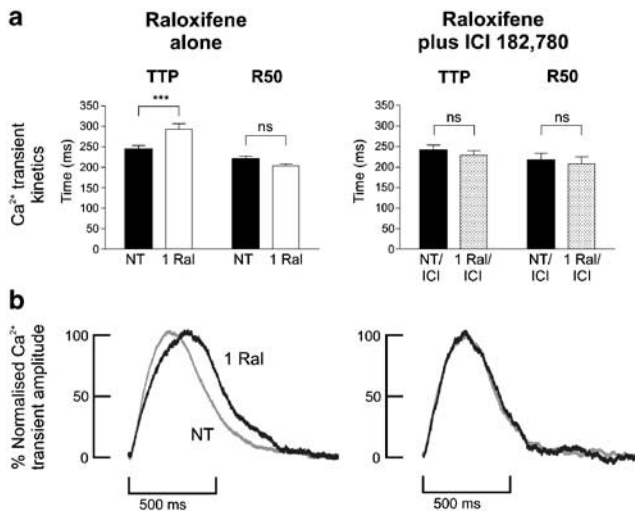 a
Raloxifene
alone
Raloxifene
plus ICI 182,780
TTP
R50
TTP
R50
Ca²⁺ transient
kinetics
Time (ms)
350
300
250
200
150
100
50
0
***
ns
NT
1 Ral
NT
1 Ral
Time (ms)
350
300
250
200
150
100
50
0
ns
ns
NT/
ICI
1 Ral/
ICI
NT/
ICI
1 Ral/
ICI
b
% Normalised Ca²⁺
transient amplitude
100
50
0
1 Ral
NT
500 ms
100
50
0
500 ms